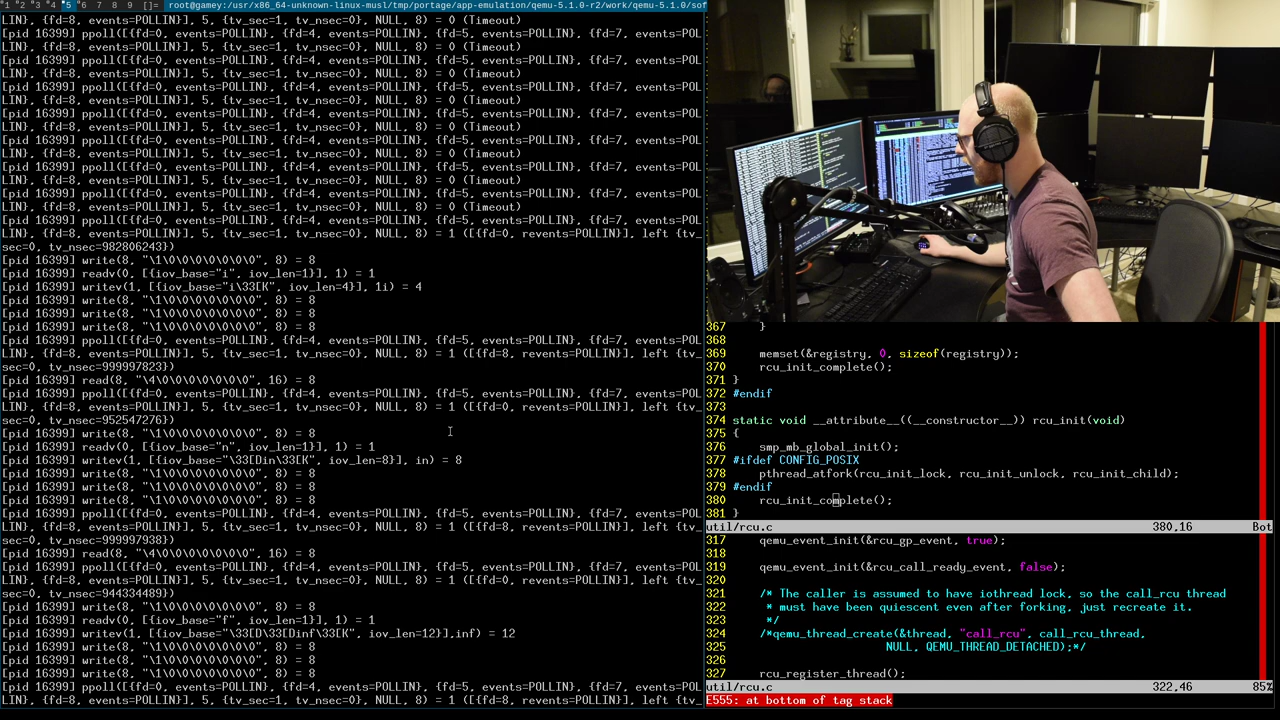 1 2 3 4 5 6 7 8 9 []= root@gamey:/usr/x86_64-unknown-linux-musl/tmp/portage/app-emulation/qemu-5.1.0-r2/work/qemu-5.1.0/sof
LIN}, {fd=8, events=POLLIN}], 5, {tv_sec=1, tv_nsec=0}, NULL, 8) = 0 (Timeout)
[pid 16399] ppoll([{fd=0, events=POLLIN}, {fd=4, events=POLLIN}, {fd=5, events=POLLIN}, {fd=7, events=POL
LIN}, {fd=8, events=POLLIN}], 5, {tv_sec=1, tv_nsec=0}, NULL, 8) = 0 (Timeout)
[pid 16399] ppoll([{fd=0, events=POLLIN}, {fd=4, events=POLLIN}, {fd=5, events=POLLIN}, {fd=7, events=POL
LIN}, {fd=8, events=POLLIN}], 5, {tv_sec=1, tv_nsec=0}, NULL, 8) = 0 (Timeout)
[pid 16399] ppoll([{fd=0, events=POLLIN}, {fd=4, events=POLLIN}, {fd=5, events=POLLIN}, {fd=7, events=POL
LIN}, {fd=8, events=POLLIN}], 5, {tv_sec=1, tv_nsec=0}, NULL, 8) = 0 (Timeout)
[pid 16399] ppoll([{fd=0, events=POLLIN}, {fd=4, events=POLLIN}, {fd=5, events=POLLIN}, {fd=7, events=POL
LIN}, {fd=8, events=POLLIN}], 5, {tv_sec=1, tv_nsec=0}, NULL, 8) = 0 (Timeout)
[pid 16399] ppoll([{fd=0, events=POLLIN}, {fd=4, events=POLLIN}, {fd=5, events=POLLIN}, {fd=7, events=POL
LIN}, {fd=8, events=POLLIN}], 5, {tv_sec=1, tv_nsec=0}, NULL, 8) = 0 (Timeout)
[pid 16399] ppoll([{fd=0, events=POLLIN}, {fd=4, events=POLLIN}, {fd=5, events=POLLIN}, {fd=7, events=POL
LIN}, {fd=8, events=POLLIN}], 5, {tv_sec=1, tv_nsec=0}, NULL, 8) = 0 (Timeout)
[pid 16399] ppoll([{fd=0, events=POLLIN}, {fd=4, events=POLLIN}, {fd=5, events=POLLIN}, {fd=7, events=POL
LIN}, {fd=8, events=POLLIN}], 5, {tv_sec=1, tv_nsec=0}, NULL, 8) = 0 (Timeout)
[pid 16399] ppoll([{fd=0, events=POLLIN}, {fd=4, events=POLLIN}, {fd=5, events=POLLIN}, {fd=7, events=POL
LIN}, {fd=8, events=POLLIN}], 5, {tv_sec=1, tv_nsec=0}, NULL, 8) = 1 ([{fd=0, revents=POLLIN}], left {tv_
sec=0, tv_nsec=982806243})
[pid 16399] write(8, "\1\0\0\0\0\0\0\0", 8) = 8
[pid 16399] readv(0, [{iov_base="i", iov_len=1}], 1) = 1
[pid 16399] writev(1, [{iov_base="i\33[K", iov_len=4}], 1i) = 4
[pid 16399] write(8, "\1\0\0\0\0\0\0\0", 8) = 8
[pid 16399] write(8, "\1\0\0\0\0\0\0\0", 8) = 8
[pid 16399] write(8, "\1\0\0\0\0\0\0\0", 8) = 8
[pid 16399] ppoll([{fd=0, events=POLLIN}, {fd=4, events=POLLIN}, {fd=5, events=POLLIN}, {fd=7, events=POL
LIN}, {fd=8, events=POLLIN}], 5, {tv_sec=1, tv_nsec=0}, NULL, 8) = 1 ([{fd=8, revents=POLLIN}], left {tv_
sec=0, tv_nsec=999997823})
[pid 16399] read(8, "\4\0\0\0\0\0\0\0", 16) = 8
[pid 16399] ppoll([{fd=0, events=POLLIN}, {fd=4, events=POLLIN}, {fd=5, events=POLLIN}, {fd=7, events=POL
LIN}, {fd=8, events=POLLIN}], 5, {tv_sec=1, tv_nsec=0}, NULL, 8) = 1 ([{fd=0, revents=POLLIN}], left {tv_
sec=0, tv_nsec=952547276})
[pid 16399] write(8, "\1\0\0\0\0\0\0\0", 8) = 8
[pid 16399] readv(0, [{iov_base="n", iov_len=1}], 1) = 1
[pid 16399] writev(1, [{iov_base="\33[Din\33[K", iov_len=8}], in) = 8
[pid 16399] write(8, "\1\0\0\0\0\0\0\0", 8) = 8
[pid 16399] write(8, "\1\0\0\0\0\0\0\0", 8) = 8
[pid 16399] write(8, "\1\0\0\0\0\0\0\0", 8) = 8
[pid 16399] ppoll([{fd=0, events=POLLIN}, {fd=4, events=POLLIN}, {fd=5, events=POLLIN}, {fd=7, events=POL
LIN}, {fd=8, events=POLLIN}], 5, {tv_sec=1, tv_nsec=0}, NULL, 8) = 1 ([{fd=8, revents=POLLIN}], left {tv_
sec=0, tv_nsec=999997938})
[pid 16399] read(8, "\4\0\0\0\0\0\0\0", 16) = 8
[pid 16399] ppoll([{fd=0, events=POLLIN}, {fd=4, events=POLLIN}, {fd=5, events=POLLIN}, {fd=7, events=POL
LIN}, {fd=8, events=POLLIN}], 5, {tv_sec=1, tv_nsec=0}, NULL, 8) = 1 ([{fd=0, revents=POLLIN}], left {tv_
sec=0, tv_nsec=944334489})
[pid 16399] write(8, "\1\0\0\0\0\0\0\0", 8) = 8
[pid 16399] readv(0, [{iov_base="f", iov_len=1}], 1) = 1
[pid 16399] writev(1, [{iov_base="\33[D\33[Dinf\33[K", iov_len=12}],inf) = 12
[pid 16399] write(8, "\1\0\0\0\0\0\0\0", 8) = 8
[pid 16399] write(8, "\1\0\0\0\0\0\0\0", 8) = 8
[pid 16399] write(8, "\1\0\0\0\0\0\0\0", 8) = 8
[pid 16399] ppoll([{fd=0, events=POLLIN}, {fd=4, events=POLLIN}, {fd=5, events=POLLIN}, {fd=7, events=POL
LIN}, {fd=8, events=POLLIN}], 5, {tv_sec=1, tv_nsec=0}, NULL, 8) = 1 ([{fd=8, revents=POLLIN}], left {tv_
367 }
368
369 memset(&registry, 0, sizeof(registry));
370 rcu_init_complete();
371 }
372 #endif
373
374 static void __attribute__((__constructor__)) rcu_init(void)
375 {
376 smp_mb_global_init();
377 #ifdef CONFIG_POSIX
378 pthread_atfork(rcu_init_lock, rcu_init_unlock, rcu_init_child);
379 #endif
380 rcu_init_complete();
381 }
util/rcu.c 380,16 Bot
317 qemu_event_init(&rcu_gp_event, true);
318
319 qemu_event_init(&rcu_call_ready_event, false);
320
321 /* The caller is assumed to have iothread lock, so the call_rcu thread
322 * must have been quiescent even after forking, just recreate it.
323 */
324 /*qemu_thread_create(&thread, "call_rcu", call_rcu_thread,
325 NULL, QEMU_THREAD_DETACHED);*/
326
327 rcu_register_thread();
util/rcu.c 322,46 85%
E555: at bottom of tag stack